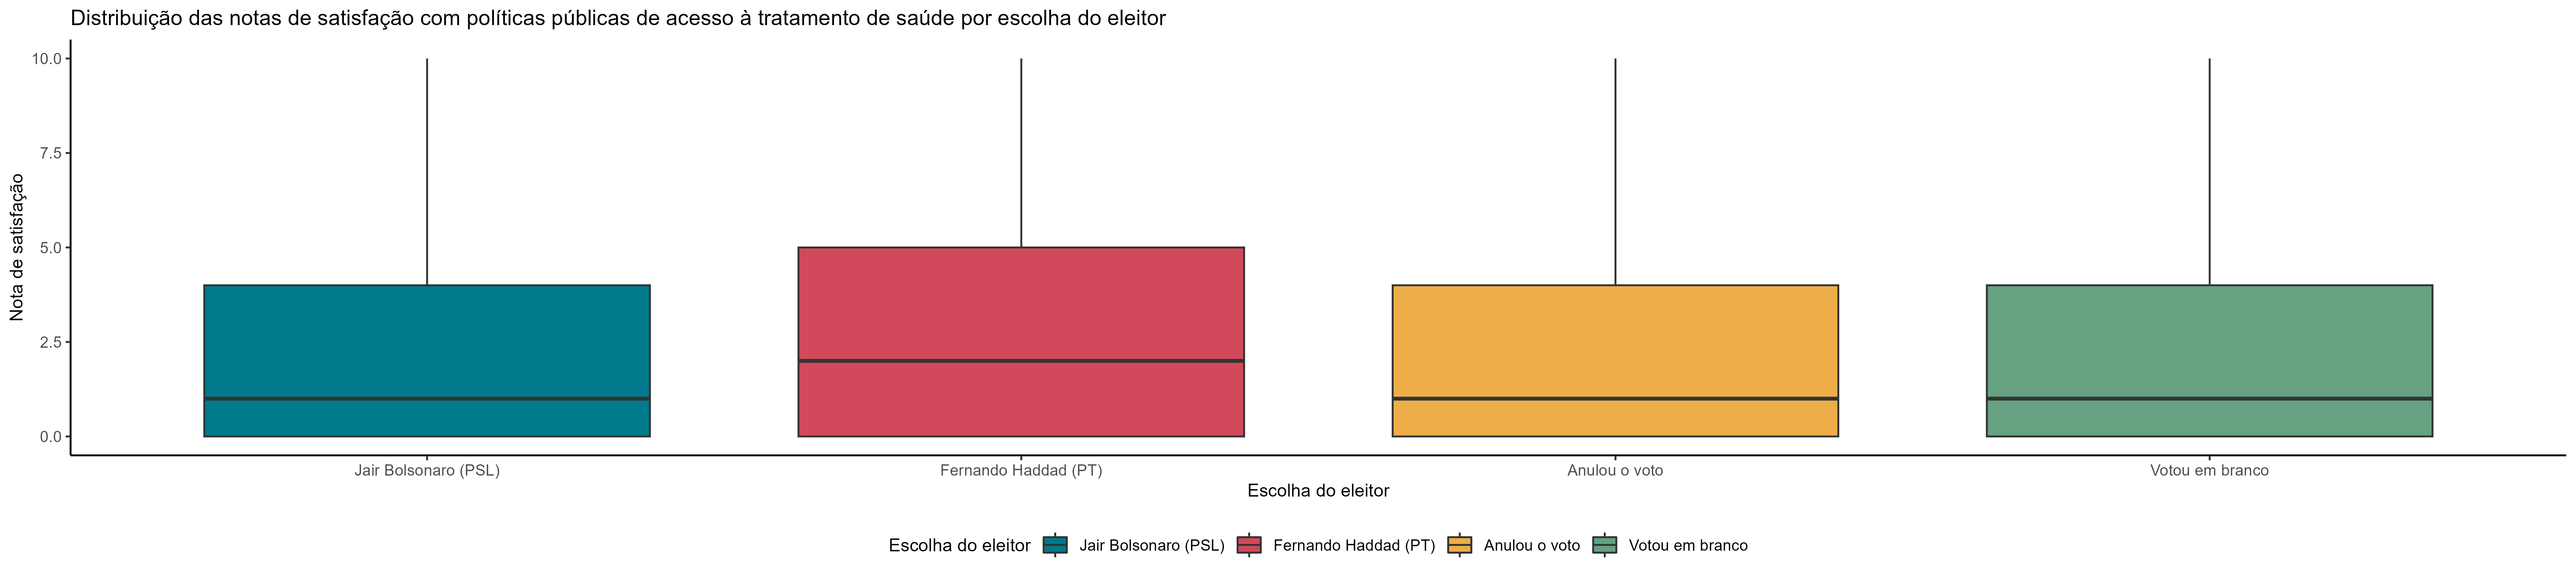 Distribuição das notas de satisfação com políticas públicas de acesso à tratamento de saúde por escolha do eleitor
Nota de satisfação
10.0
7.5
5.0
2.5
0.0
Jair Bolsonaro (PSL) Fernando Haddad (PT) Anulou o voto Votou em branco
Escolha do eleitor
Escolha do eleitor Jair Bolsonaro (PSL) Fernando Haddad (PT) Anulou o voto Votou em branco